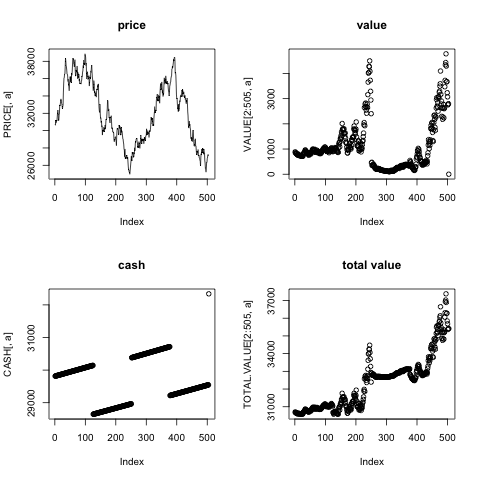 price
PRICE[, a]
38000
32000
26000
0 100 200 300 400 500
Index
value
VALUE[2:505, a]
3000
1000
0
0 100 200 300 400 500
Index
cash
CASH[, a]
31000
29000
0 100 200 300 400 500
Index
total value
TOTAL.VALUE[2:505, a]
37000
34000
31000
0 100 200 300 400 500
Index